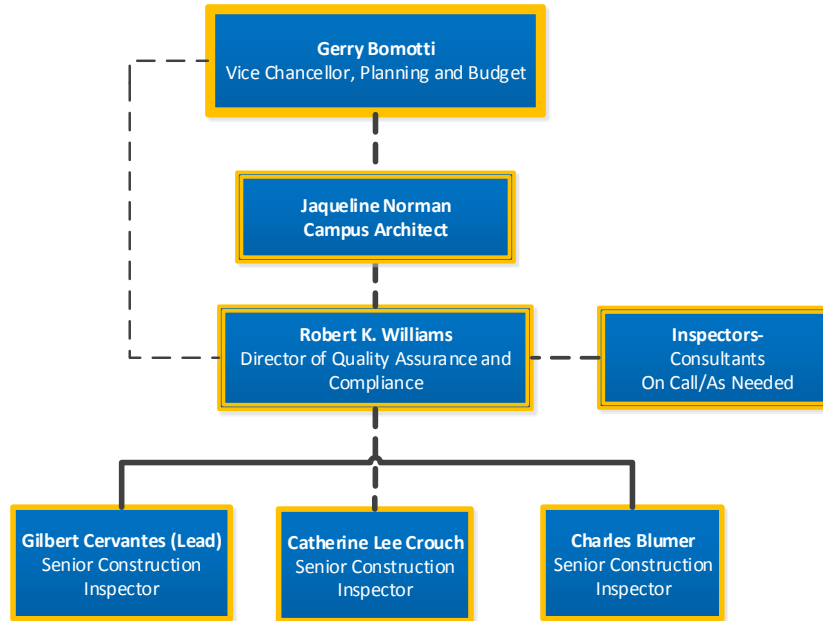 Gerry Bomotti
Vice Chancellor, Planning and Budget
Jaqueline Norman
Campus Architect
Robert K. Williams
Director of Quality Assurance and
Compliance
Inspectors-
Consultants
On Call/As Needed
Gilbert Cervantes (Lead)
Senior Construction
Inspector
Catherine Lee Crouch
Senior Construction
Inspector
Charles Blumer
Senior Construction
Inspector